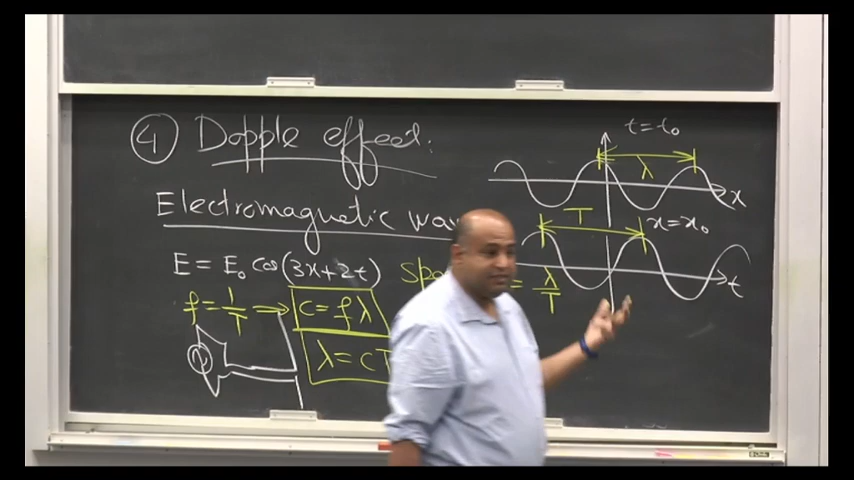 ④ Dopple effect.
Electromagnetic wav
E = E₀ cos(3x+2t)
f = 1/T ⇒ c = fλ
λ = cT
= λ/T
t = t₀
λ
x
T
x = x₀
t